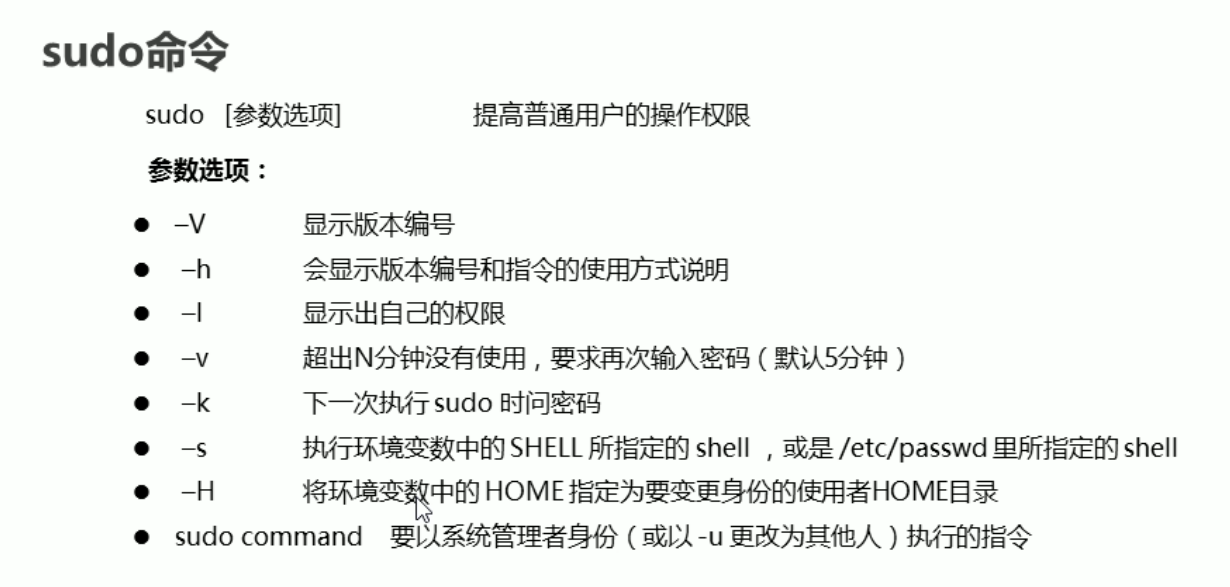 sudo命令
sudo [参数选项] 提高普通用户的操作权限
参数选项：
● –V 显示版本编号
● –h 会显示版本编号和指令的使用方式说明
● –l 显示出自己的权限
● –v 超出N分钟没有使用，要求再次输入密码（默认5分钟）
● –k 下一次执行 sudo 时问密码
● –s 执行环境变数中的 SHELL 所指定的 shell ，或是 /etc/passwd 里所指定的 shell
● –H 将环境变数中的 HOME 指定为要变更身份的使用者HOME目录
● sudo command 要以系统管理者身份（或以 -u 更改为其他人）执行的指令